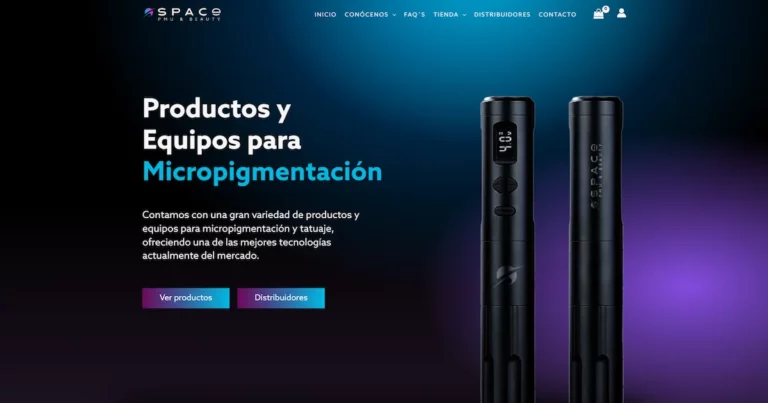 SPACe
PMU & BEAUTY
INICIO CONÓCENOS FAQ´S TIENDA DISTRIBUIDORES CONTACTO
0
Productos y
Equipos para
Micropigmentación
Contamos con una gran variedad de productos y
equipos para micropigmentación y tatuaje,
ofreciendo una de las mejores tecnologías
actualmente del mercado.
Ver productos Distribuidores
4.0v
SPACe